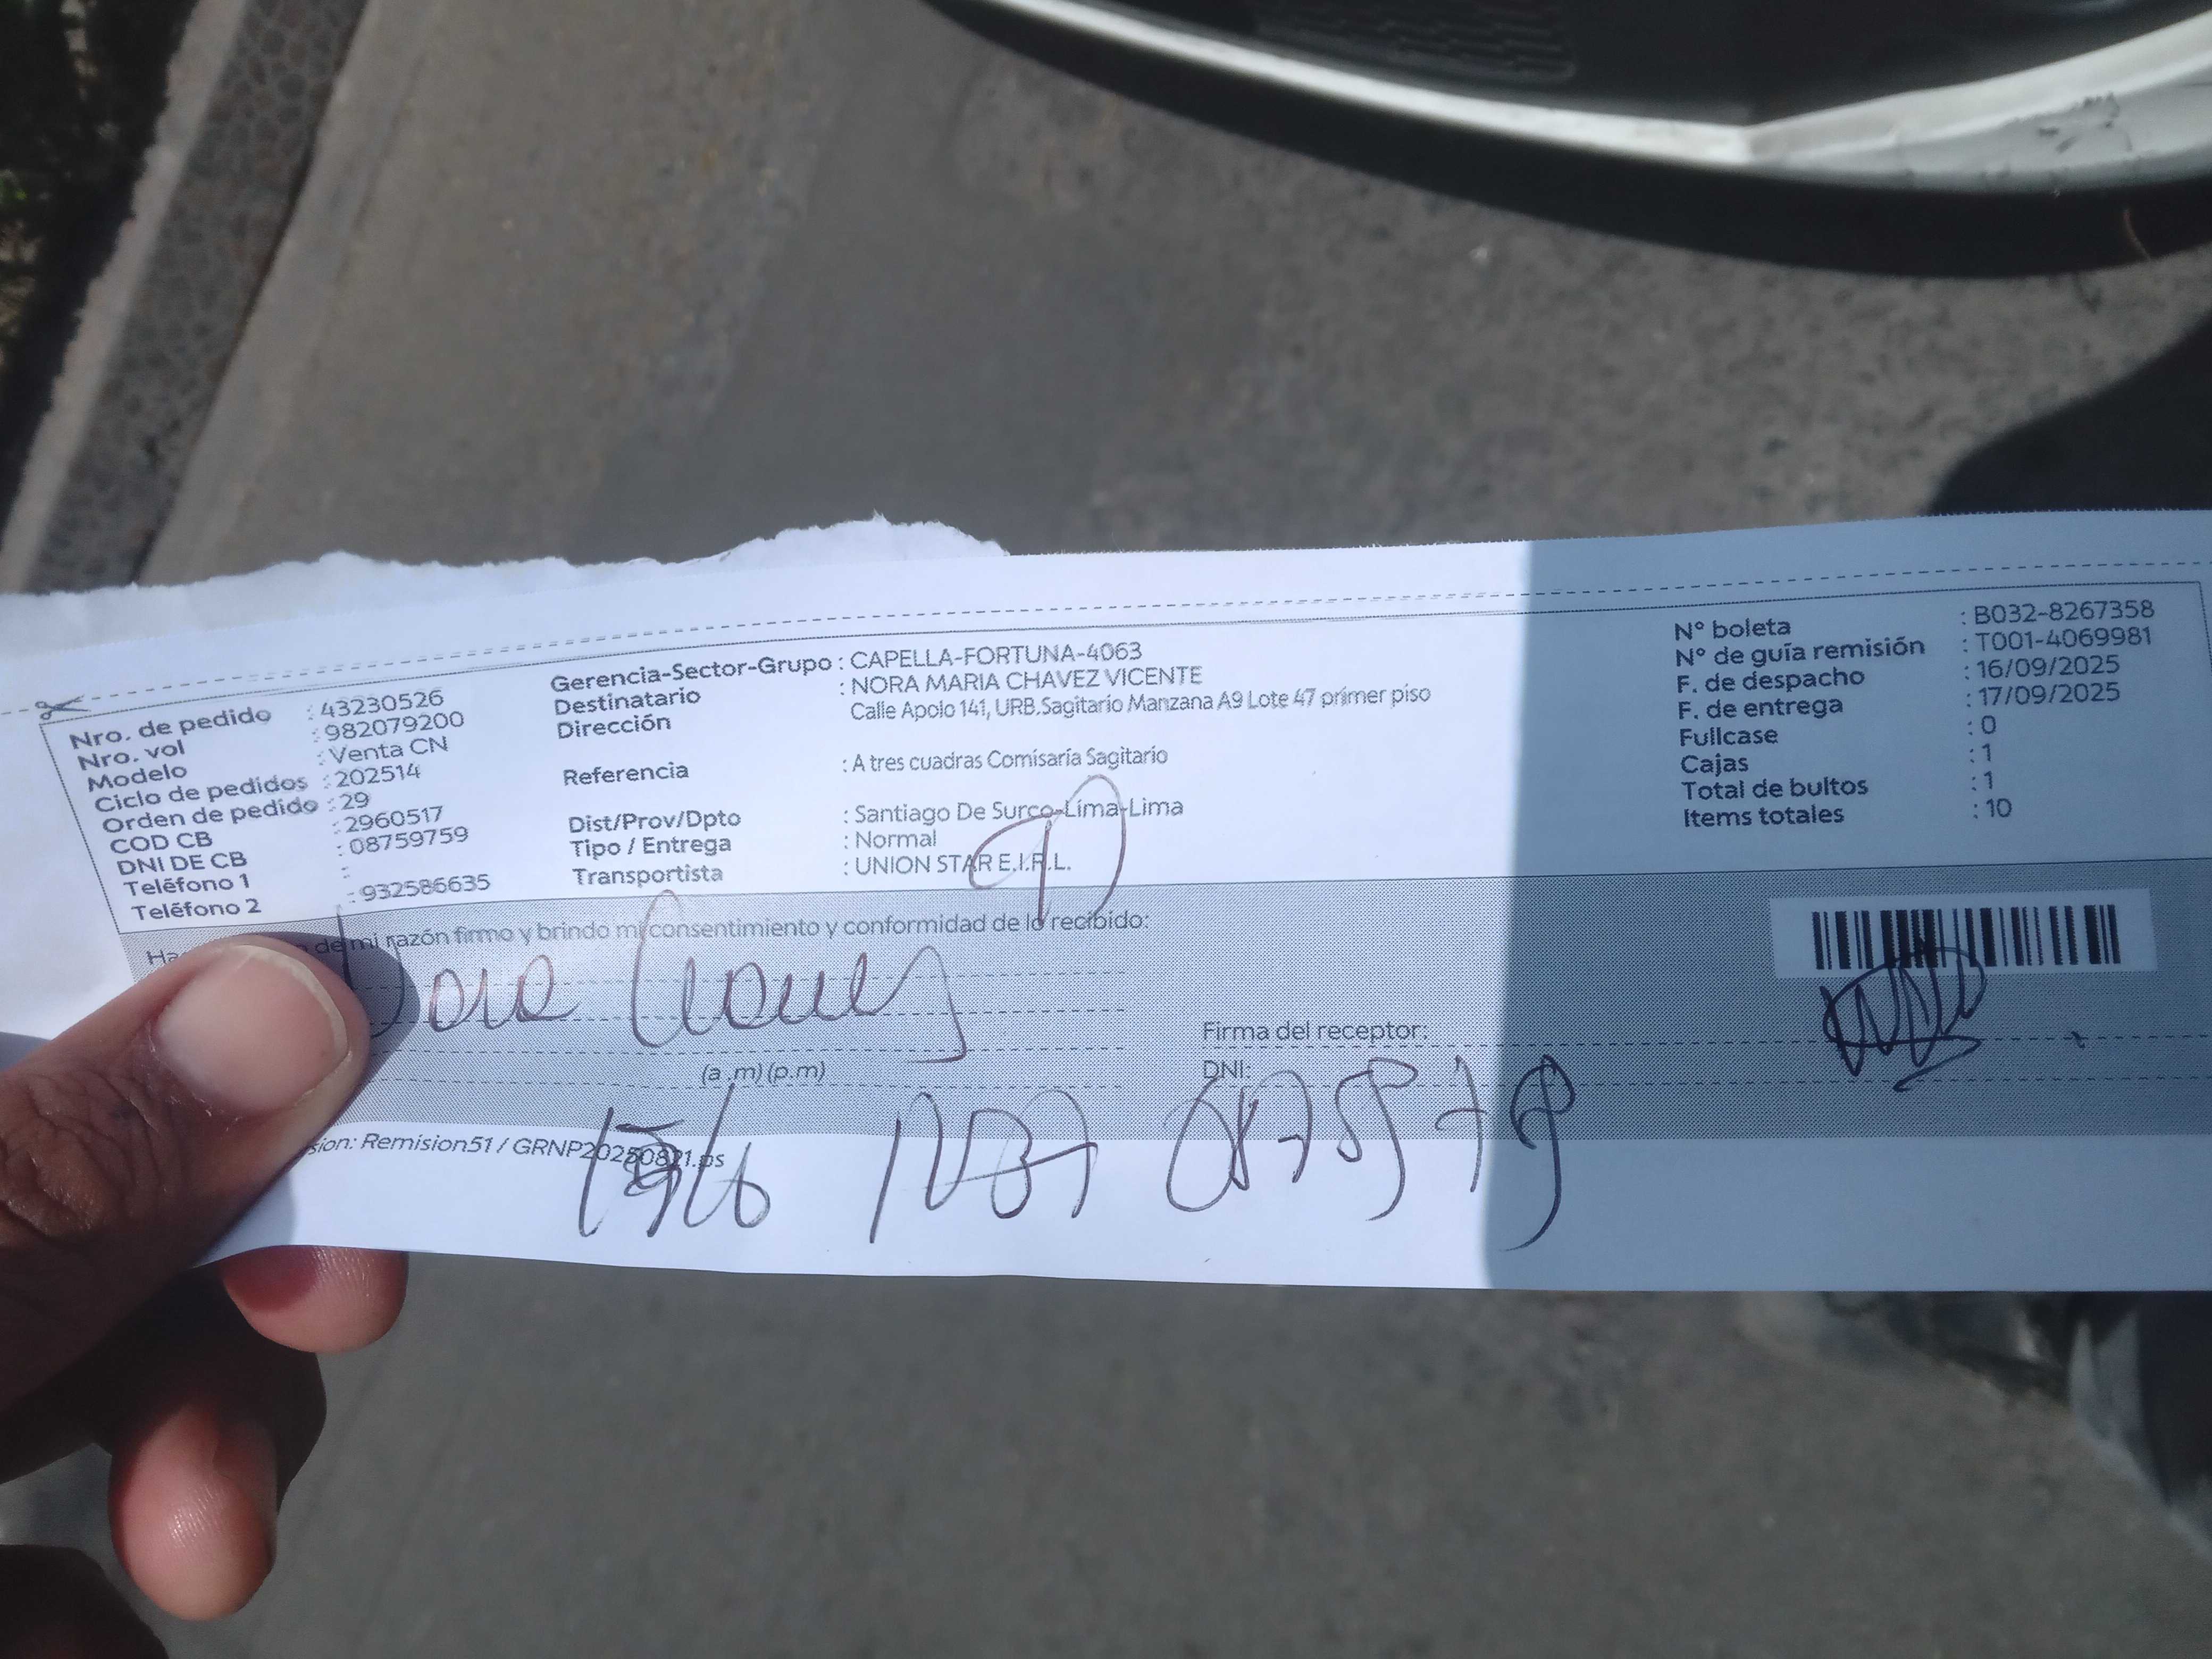 Nro. de pedido : 43230526
Nro. vol : 982079200
Modelo : Venta CN
Ciclo de pedidos : 202514
Orden de pedido : 29
COD CB : 2960517
DNI DE CB : 08759759
Teléfono 1 :
Teléfono 2 : 932586635
Gerencia-Sector-Grupo : CAPELLA-FORTUNA-4063
Destinatario : NORA MARIA CHAVEZ VICENTE
Dirección Calle Apolo 141, URB.Sagitario Manzana A9 Lote 47 primer piso
Referencia : A tres cuadras Comisaría Sagitario
Dist/Prov/Dpto : Santiago De Surco-Lima-Lima
Tipo / Entrega : Normal
Transportista : UNION STAR E.I.R.L.
N° boleta : B032-8267358
N° de guía remisión : T001-4069981
F. de despacho : 16/09/2025
F. de entrega : 17/09/2025
Fullcase : 0
Cajas : 1
Total de bultos : 1
Items totales : 10
de mi razón firmo y brindo mi consentimiento y conformidad de lo recibido:
Firma del receptor:
(a .m) (p.m)
DNI:
Remision51 / GRNP20250821.ps